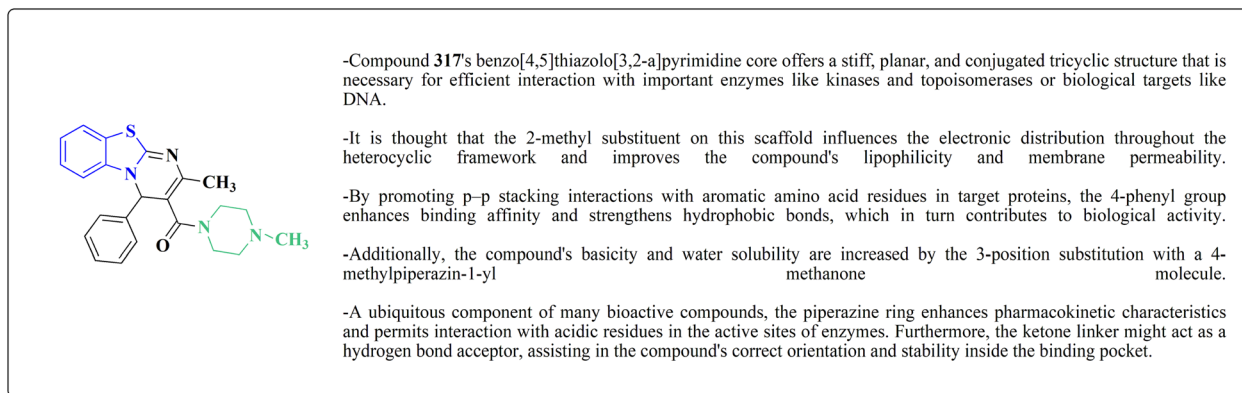 S
N
N
CH3
O
N
N
CH3
-Compound 317's benzo[4,5]thiazolo[3,2-a]pyrimidine core offers a stiff, planar, and conjugated tricyclic structure that is
necessary for efficient interaction with important enzymes like kinases and topoisomerases or biological targets like
DNA.
-It is thought that the 2-methyl substituent on this scaffold influences the electronic distribution throughout the
heterocyclic framework and improves the compound's lipophilicity and membrane permeability.
-By promoting p–p stacking interactions with aromatic amino acid residues in target proteins, the 4-phenyl group
enhances binding affinity and strengthens hydrophobic bonds, which in turn contributes to biological activity.
-Additionally, the compound's basicity and water solubility are increased by the 3-position substitution with a 4-
methylpiperazin-1-yl methanone molecule.
-A ubiquitous component of many bioactive compounds, the piperazine ring enhances pharmacokinetic characteristics
and permits interaction with acidic residues in the active sites of enzymes. Furthermore, the ketone linker might act as a
hydrogen bond acceptor, assisting in the compound's correct orientation and stability inside the binding pocket.